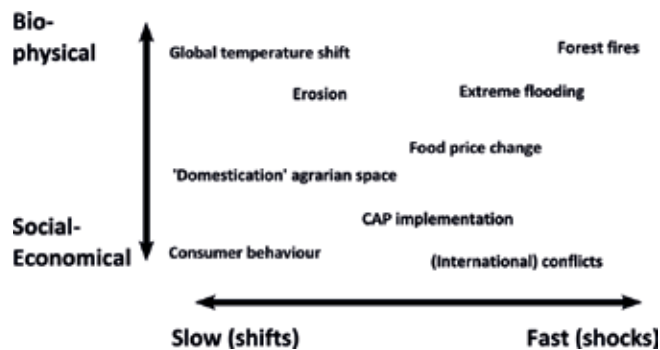 Bio-
physical
Global temperature shift
Forest fires
Erosion
Extreme flooding
Food price change
'Domestication' agrarian space
CAP implementation
Social-
Economical
Consumer behaviour
(International) conflicts
Slow (shifts)
Fast (shocks)